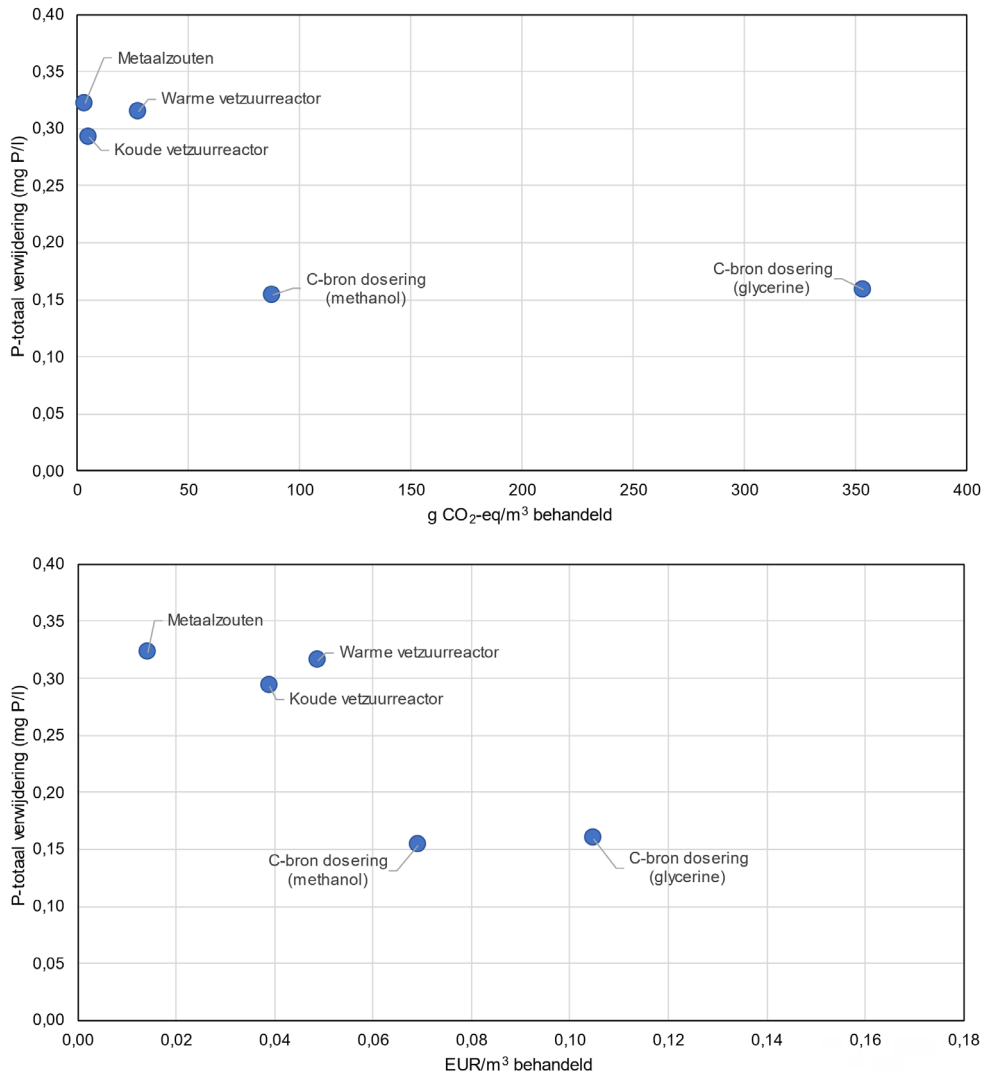 0,40
0,35
0,30
0,25
0,20
0,15
0,10
0,05
0,00
P-totaal verwijdering (mg P/l)
Metaalzouten
Warme vetzuurreactor
Koude vetzuurreactor
C-bron dosering
(methanol)
C-bron dosering
(glycerine)
0 50 100 150 200 250 300 350 400
g CO₂-eq/m³ behandeld
0,40
0,35
0,30
0,25
0,20
0,15
0,10
0,05
0,00
P-totaal verwijdering (mg P/l)
Metaalzouten
Warme vetzuurreactor
Koude vetzuurreactor
C-bron dosering
(methanol)
C-bron dosering
(glycerine)
0,00 0,02 0,04 0,06 0,08 0,10 0,12 0,14 0,16 0,18
EUR/m³ behandeld